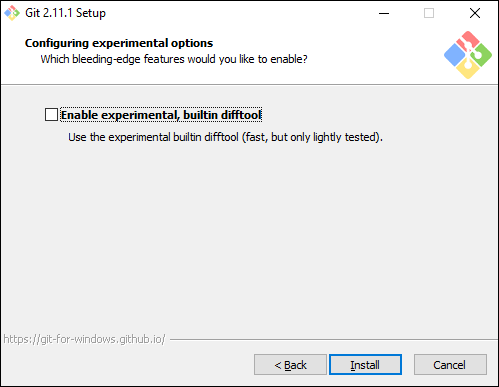 Git 2.11.1 Setup
Configuring experimental options
Which bleeding-edge features would you like to enable?
Enable experimental, builtin difftool
Use the experimental builtin difftool (fast, but only lightly tested).
https://git-for-windows.github.io/
< Back
Install
Cancel